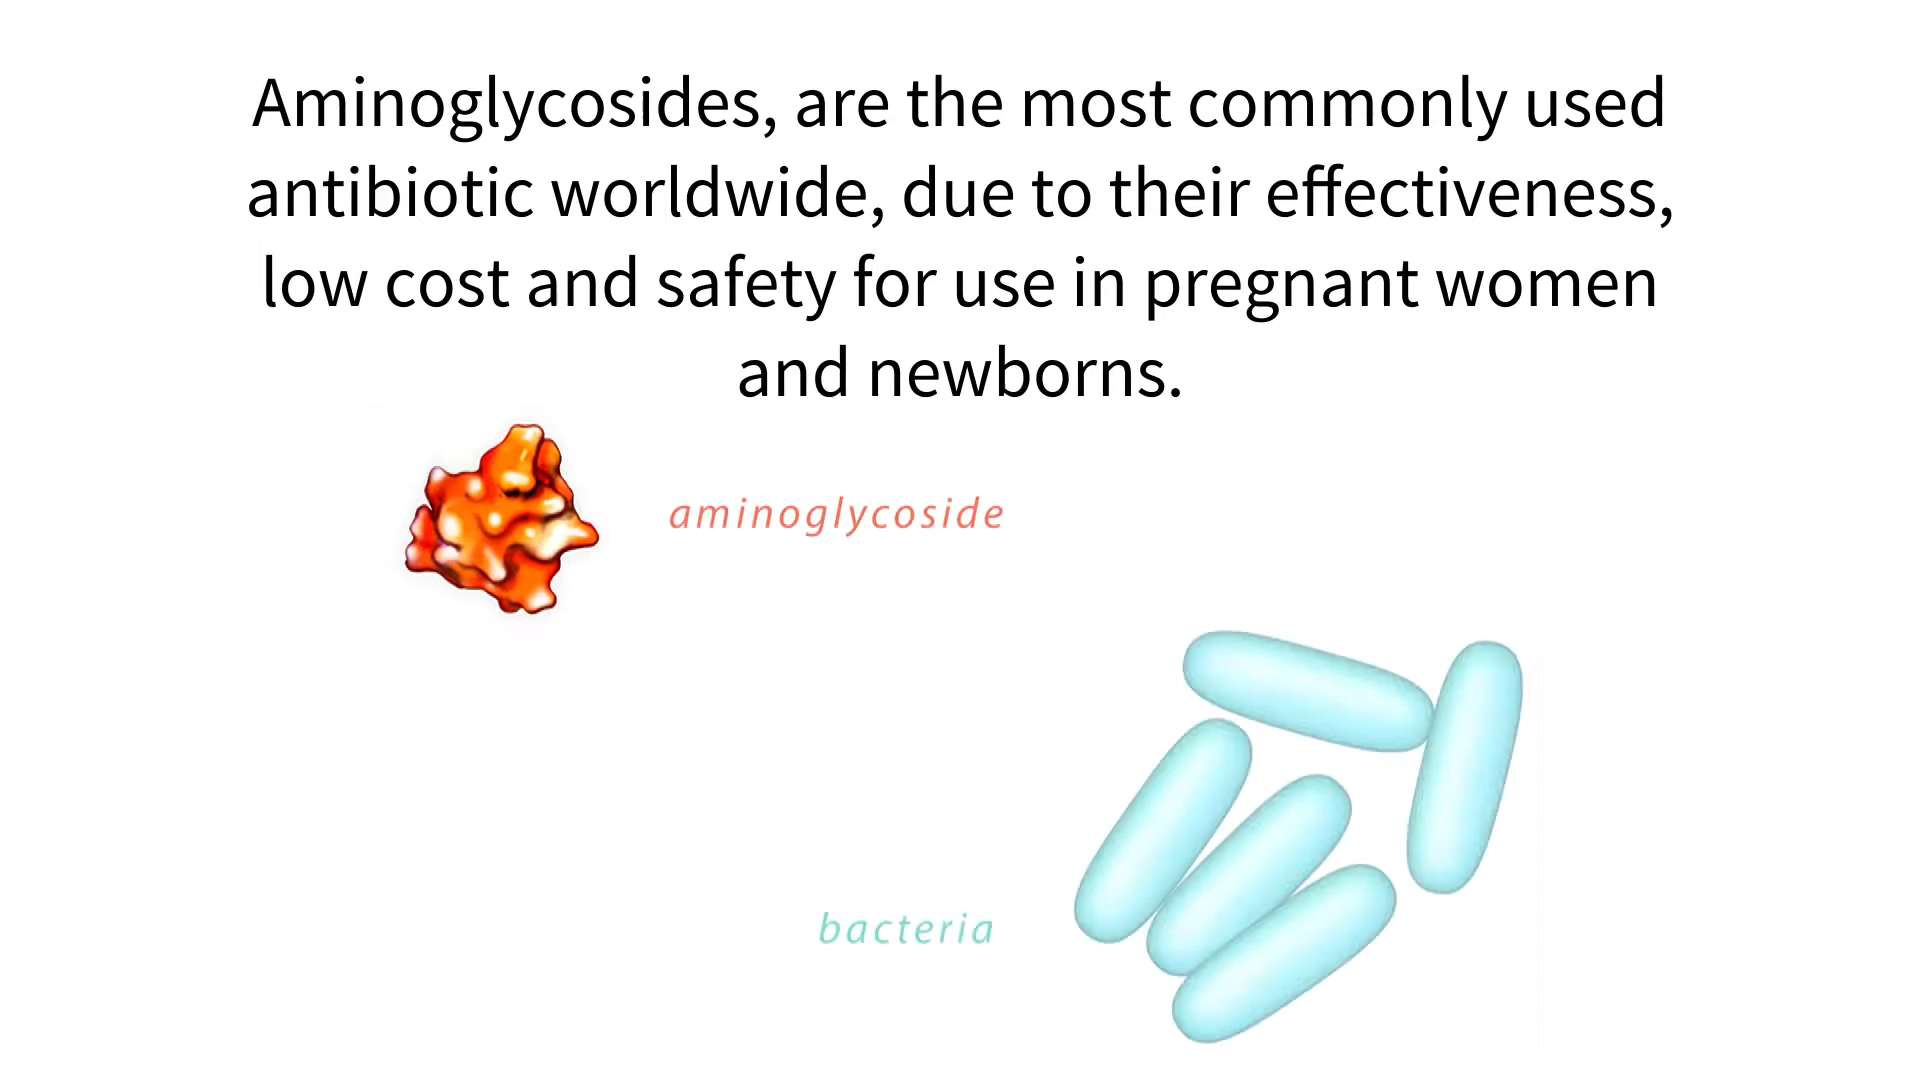 Aminoglycosides, are the most commonly used
antibiotic worldwide, due to their effectiveness,
low cost and safety for use in pregnant women
and newborns.
aminoglycoside
bacteria